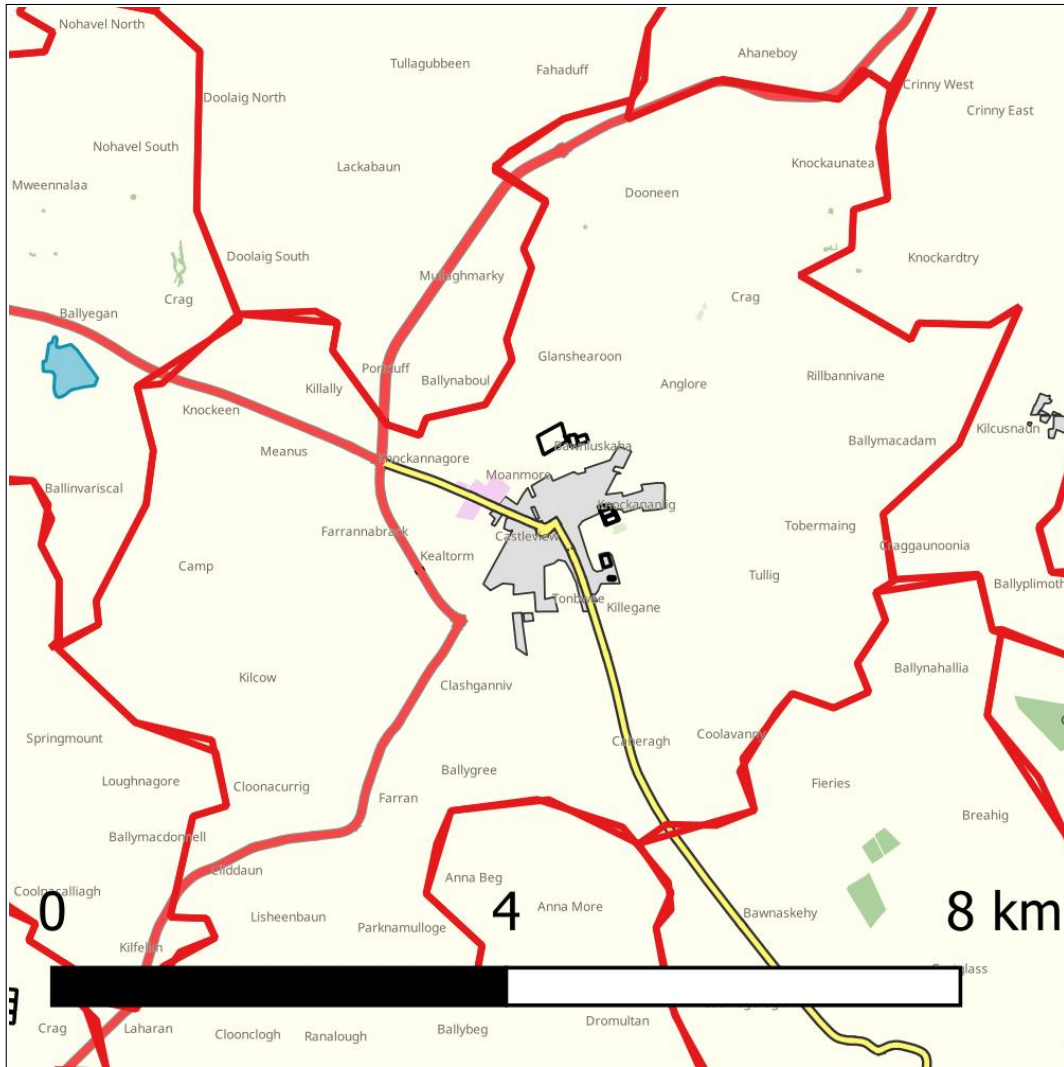 Nohavel North
Ahaneboy
Tullagubbeen
Fahaduff
Crinny West
Doolaig North
Crinny East
Nohavel South
Knockaunatea
Lackabaun
Mweennalaa
Dooneen
Doolaig South
Knockardtry
Mullaghmarky
Crag
Crag
Ballyegan
Glanshearoon
Portduff
Rillbannivane
Ballynaboul
Anglore
Killally
Knockeen
Kilcusnaun
Ballymacadam
Meanus
Knockannagore
Moanmore
Ballinvariscal
Tobermaing
Farrannabrack
Castleview
Craggaunoonia
Kealtorm
Camp
Tullig
Ballyplimoth
Killegane
Ballynahallia
Kilcow
Clashganniv
Coolavanny
Springmount
Caheragh
Ballygree
Loughnagore
Fieries
Cloonacurrig
Farran
Breahig
Ballymacdonnell
Cliddaun
Anna Beg
Coolnacalliagh
0 4 8 km
Anna More
Bawnaskehy
Lisheenbaun
Parknamulloge
Dromultan
Crag
Laharan
Ballybeg
Cloonclogh
Ranalough